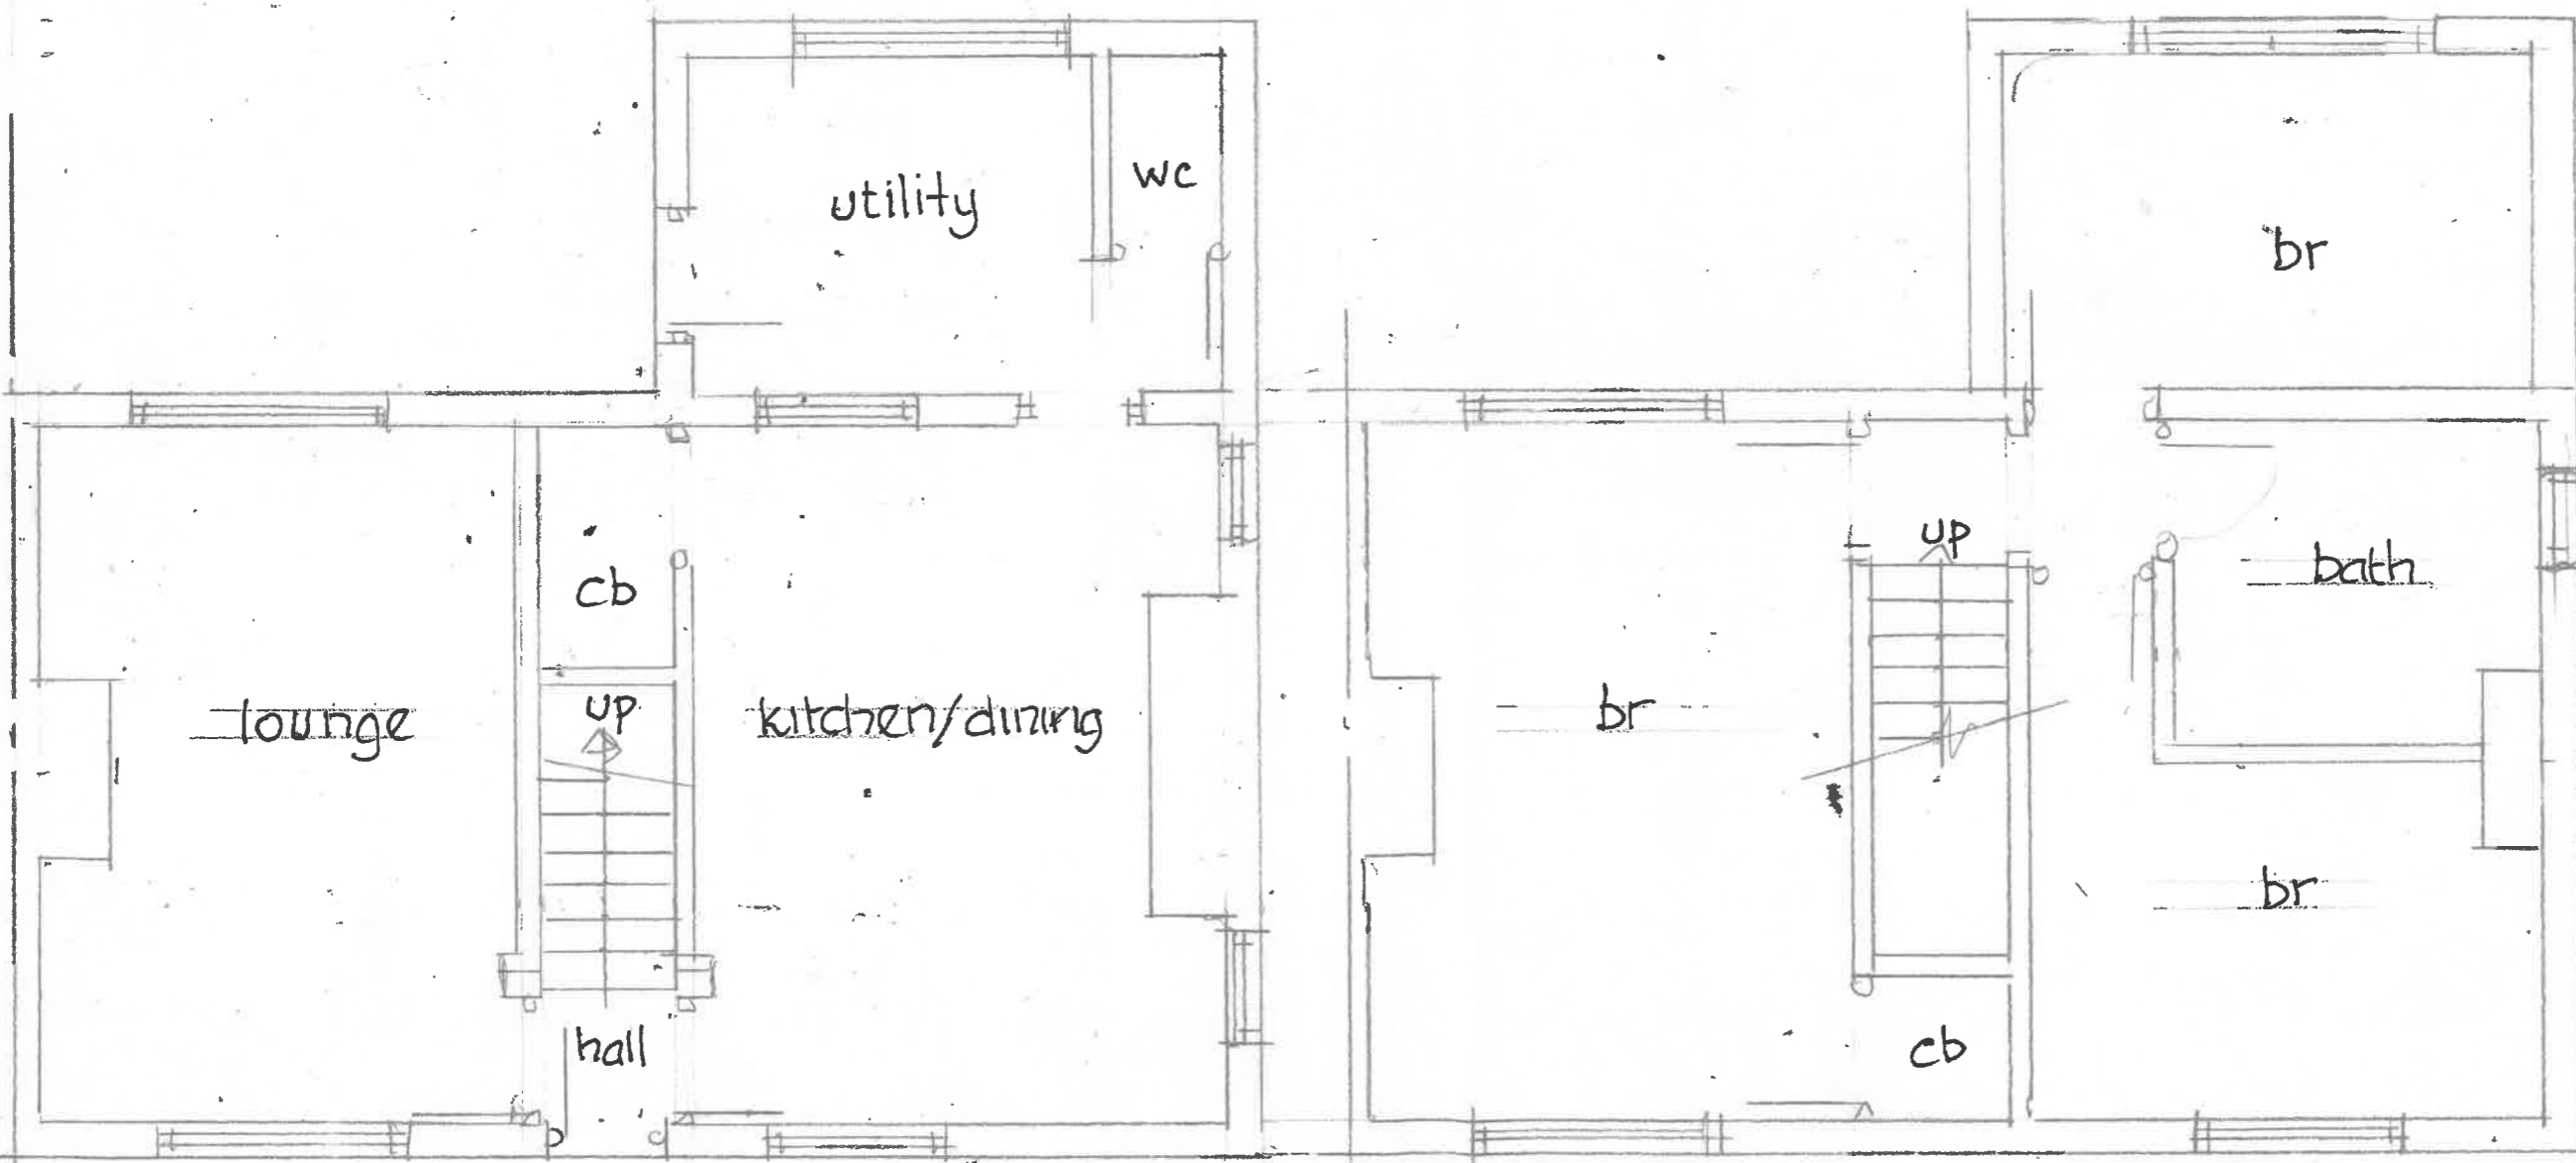 utility
wc
cb
up
lounge
kitchen/dining
hall
br
up
bath
br
br
cb